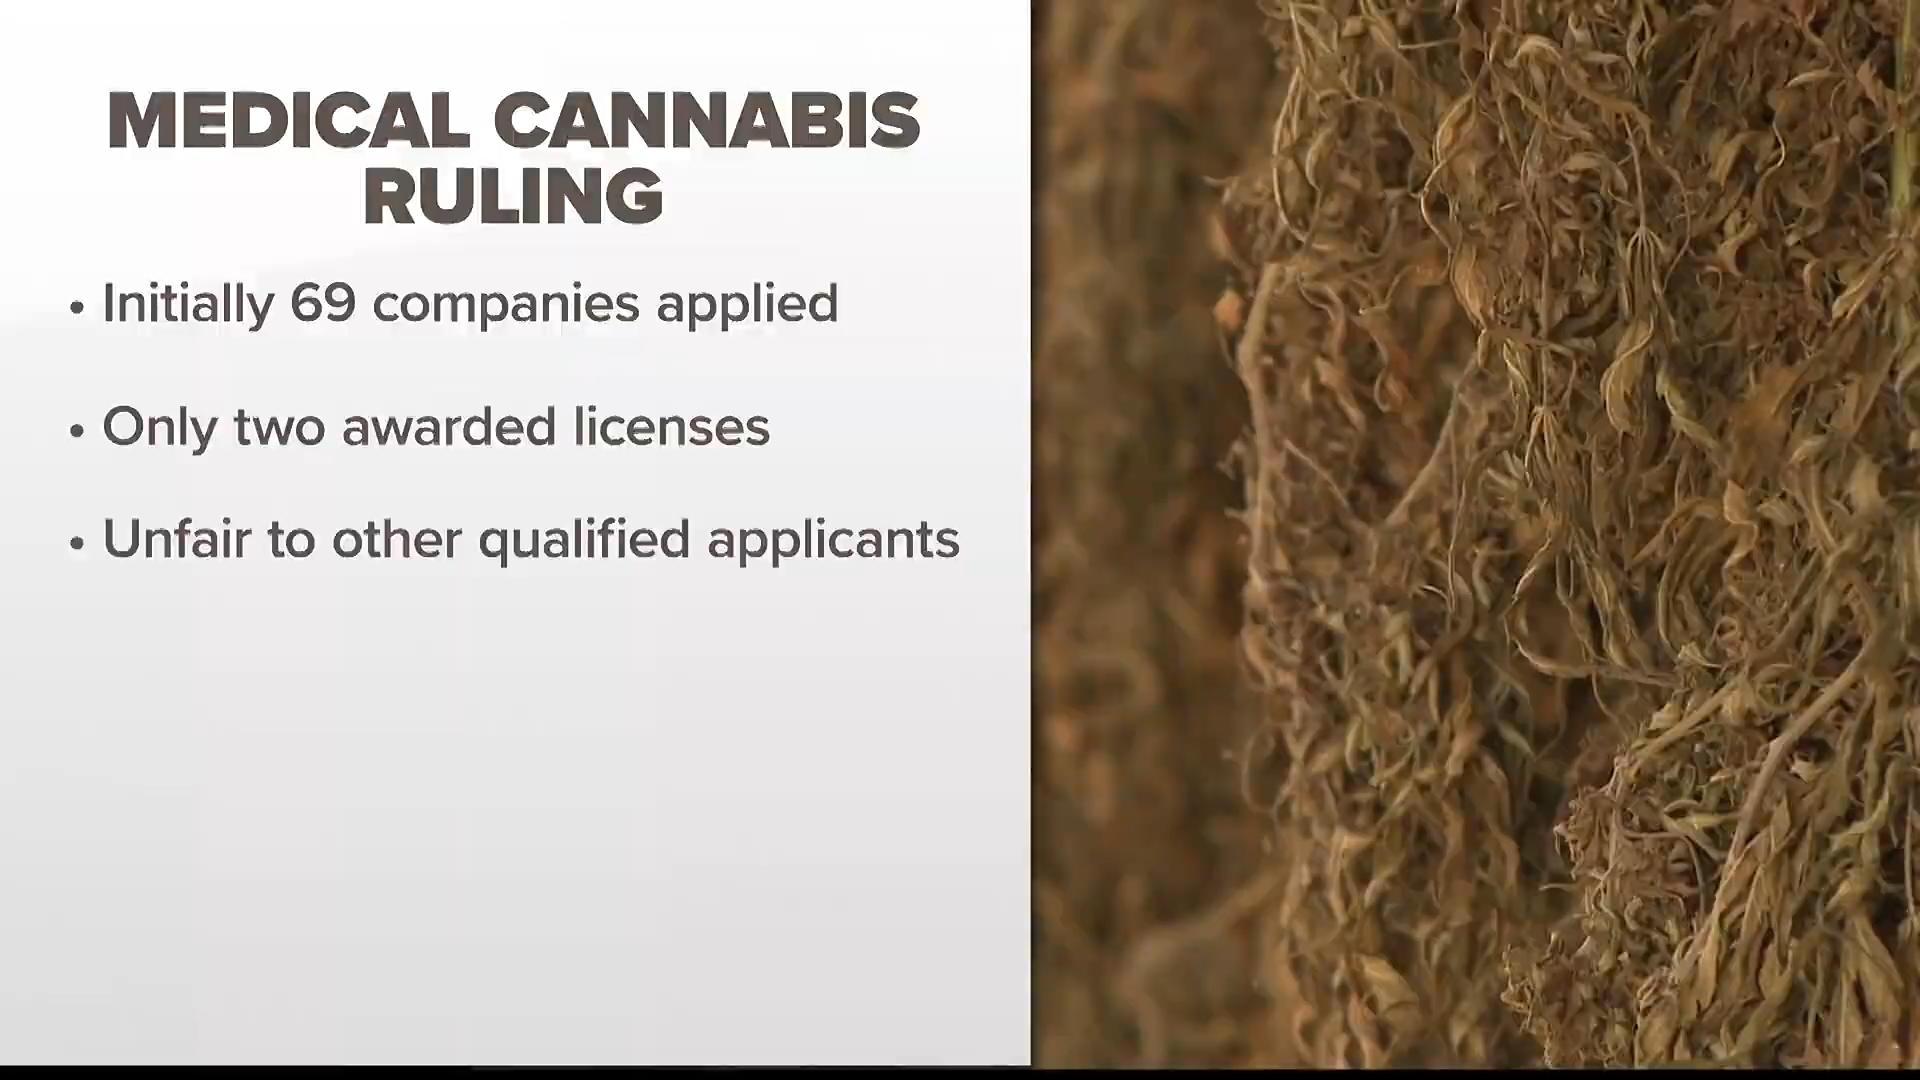 MEDICAL CANNABIS
RULING
• Initially 69 companies applied
• Only two awarded licenses
• Unfair to other qualified applicants